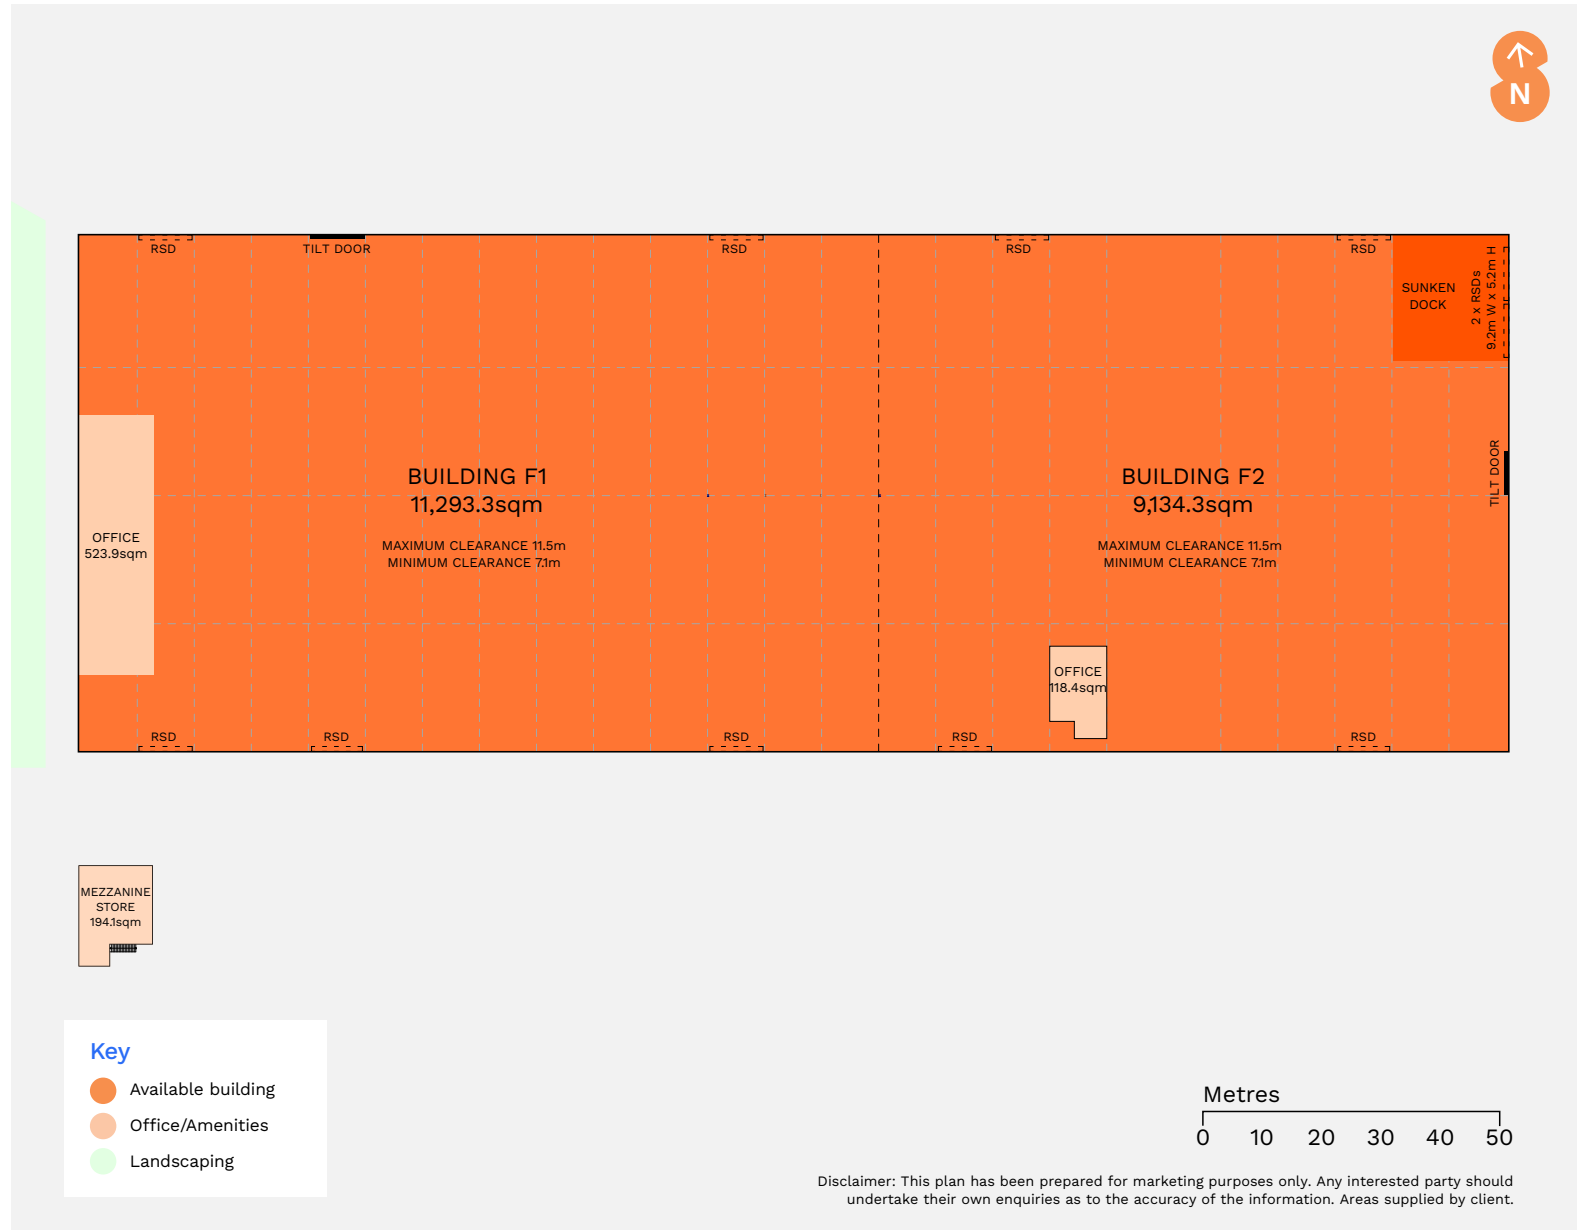 N
RSD
TILT DOOR
RSD
RSD
RSD
SUNKEN
DOCK
2 x RSDs
9.2m W x 5.2m H
BUILDING F1
11,293.3sqm
MAXIMUM CLEARANCE 11.5m
MINIMUM CLEARANCE 7.1m
BUILDING F2
9,134.3sqm
MAXIMUM CLEARANCE 11.5m
MINIMUM CLEARANCE 7.1m
TILT DOOR
OFFICE
523.9sqm
OFFICE
118.4sqm
RSD
RSD
RSD
RSD
RSD
MEZZANINE
STORE
194.1sqm
Key
Available building
Office/Amenities
Landscaping
Metres
0 10 20 30 40 50
Disclaimer: This plan has been prepared for marketing purposes only. Any interested party should
undertake their own enquiries as to the accuracy of the information. Areas supplied by client.